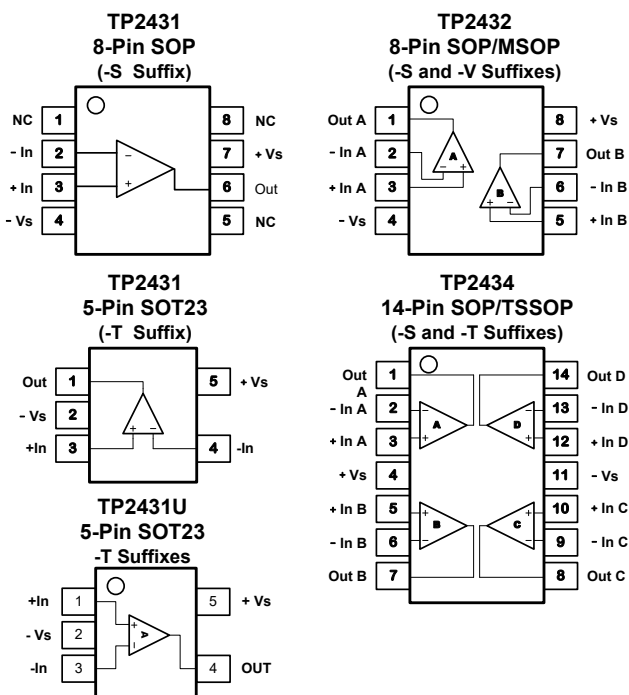 TP2431
8-Pin SOP
(-S Suffix)
NC 1 8 NC
- In 2 − 7 + Vs
+ In 3 + 6 Out
- Vs 4 5 NC
TP2432
8-Pin SOP/MSOP
(-S and -V Suffixes)
Out A 1 8 + Vs
- In A 2 A − + 7 Out B
+ In A 3 B + − 6 - In B
- Vs 4 5 + In B
TP2431
5-Pin SOT23
(-T Suffix)
Out 1 5 + Vs
- Vs 2
+In 3 + − 4 -In
TP2434
14-Pin SOP/TSSOP
(-S and -T Suffixes)
Out
A 1 14 Out D
- In A 2 − A D − 13 - In D
+ In A 3 + + 12 + In D
+ Vs 4 11 - Vs
+ In B 5 + B C + 10 + In C
- In B 6 − − 9 - In C
Out B 7 8 Out C
TP2431U
5-Pin SOT23
-T Suffixes
+In 1 5 + Vs
- Vs 2 + A −
-In 3 4 OUT